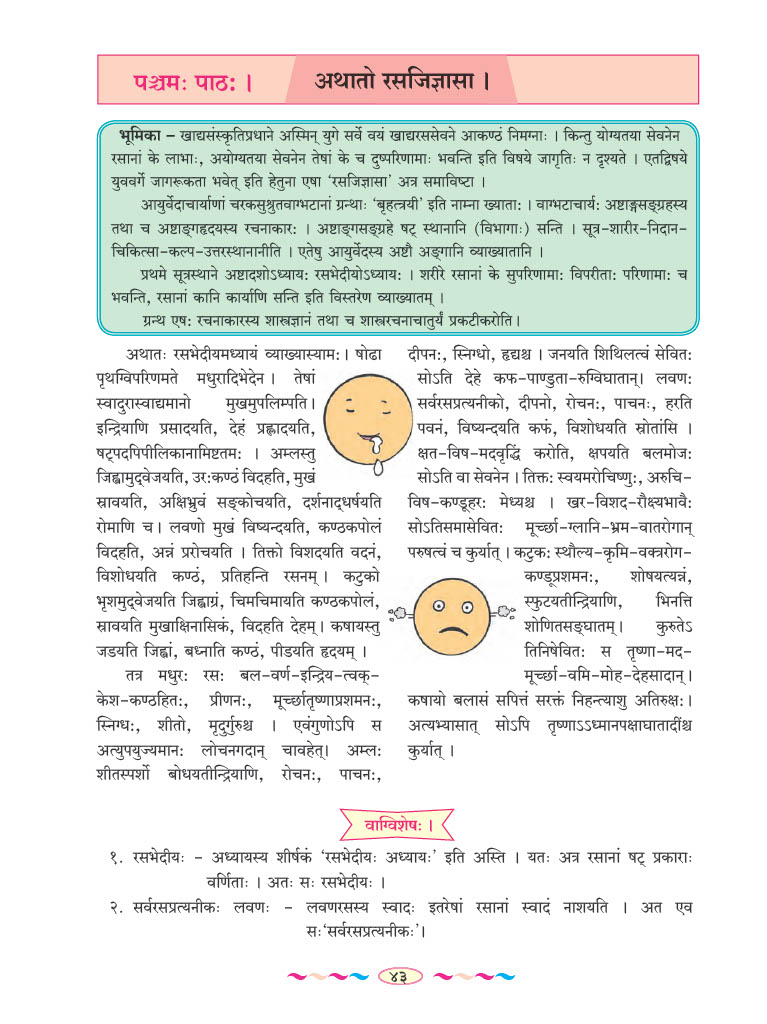 पञ्चमः पाठः ।
अथातो रसजिज्ञासा ।
भूमिका – खाद्यसंस्कृतिप्रधाने अस्मिन् युगे सर्वे वयं खाद्यरससेवने आकण्ठं निमग्नाः । किन्तु योग्यतया सेवनेन
रसानां के लाभाः, अयोग्यतया सेवनेन तेषां के च दुष्परिणामाः भवन्ति इति विषये जागृतिः न दृश्यते । एतद्विषये
युववर्गे जागरूकता भवेत् इति हेतुना एषा ‘रसजिज्ञासा’ अत्र समाविष्टा ।
आयुर्वेदाचार्याणां चरकसुश्रुतवाग्भटानां ग्रन्थाः ‘बृहत्त्रयी’ इति नाम्ना ख्याताः । वाग्भटाचार्यः अष्टाङ्गसङ्ग्रहस्य
तथा च अष्टाङ्गहृदयस्य रचनाकारः । अष्टाङ्गसङ्ग्रहे षट् स्थानानि (विभागाः) सन्ति । सूत्र-शारीर-निदान-
चिकित्सा-कल्प-उत्तरस्थानानीति । एतेषु आयुर्वेदस्य अष्टौ अङ्गानि व्याख्यातानि ।
प्रथमे सूत्रस्थाने अष्टादशोऽध्यायः रसभेदीयोऽध्यायः । शरीरे रसानां के सुपरिणामाः विपरीताः परिणामाः च
भवन्ति, रसानां कानि कार्याणि सन्ति इति विस्तरेण व्याख्यातम् ।
ग्रन्थ एषः रचनाकारस्य शास्त्रज्ञानं तथा च शास्त्ररचनाचातुर्यं प्रकटीकरोति।
अथातः रसभेदीयमध्यायं व्याख्यास्यामः। षोढा
पृथग्विपरिणमते मधुरादिभेदेन । तेषां
स्वादुरास्वाद्यमानो मुखमुपलिम्पति।
इन्द्रियाणि प्रसादयति, देहं प्रह्लादयति,
षट्पदपिपीलिकानामिष्टतमः । अम्लस्तु
जिह्वामुद्वेजयति, उरःकण्ठं विदहति, मुखं
स्रावयति, अक्षिभ्रुवं सङ्कोचयति, दर्शनाद्धर्षयति
रोमाणि च। लवणो मुखं विष्यन्दयति, कण्ठकपोलं
विदहति, अन्नं प्ररोचयति । तिक्तो विशदयति वदनं,
विशोधयति कण्ठं, प्रतिहन्ति रसनम् । कटुको
भृशमुद्वेजयति जिह्वाग्रं, चिमचिमायति कण्ठकपोलं,
स्रावयति मुखाक्षिनासिकं, विदहति देहम्। कषायस्तु
जडयति जिह्वां, बध्नाति कण्ठं, पीडयति हृदयम् ।
तत्र मधुरः रसः बल-वर्ण-इन्द्रिय-त्वक्-
केश-कण्ठहितः, प्रीणनः, मूर्च्छातृष्णाप्रशमनः,
स्निग्धः, शीतो, मृदुर्गुरुश्च । एवंगुणोऽपि स
अत्युपयुज्यमानः लोचनगदान् चावहेत्। अम्लः
शीतस्पर्शो बोधयतीन्द्रियाणि, रोचनः, पाचनः,
दीपनः, स्निग्धो, हृद्यश्च । जनयति शिथिलत्वं सेवितः
सोऽति देहे कफ-पाण्डुता-रुग्विघातान्। लवणः
सर्वरसप्रत्यनीको, दीपनो, रोचनः, पाचनः, हरति
पवनं, विष्यन्दयति कफं, विशोधयति स्रोतांसि ।
क्षत-विष-मदवृद्धिं करोति, क्षपयति बलमोजः
सोऽति वा सेवनेन । तिक्तः स्वयमरोचिष्णुः, अरुचि-
विष-कण्डूहरः मेध्यश्च । खर-विशद-रौक्ष्यभावैः
सोऽतिसमासेवितः मूर्च्छा-ग्लानि-भ्रम-वातरोगान्
परुषत्वं च कुर्यात् । कटुकः स्थौल्य-कृमि-वक्त्ररोग-
कण्डूप्रशमनः, शोषयत्यन्नं,
स्फुटयतीन्द्रियाणि, भिनत्ति
शोणितसङ्घातम्। कुरुतेऽ
तिनिषेवितः स तृष्णा-मद-
मूर्च्छा-वमि-मोह-देहसादान्।
कषायो बलासं सपित्तं सरक्तं निहन्त्याशु अतिरुक्षः।
अत्यभ्यासात् सोऽपि तृष्णाऽऽध्मानपक्षाघातादींश्च
कुर्यात् ।
वाग्विशेषः ।
१. रसभेदीयः – अध्यायस्य शीर्षकं ‘रसभेदीयः अध्यायः’ इति अस्ति । यतः अत्र रसानां षट् प्रकाराः
वर्णिताः । अतः सः रसभेदीयः ।
२. सर्वरसप्रत्यनीकः लवणः – लवणरसस्य स्वादः इतरेषां रसानां स्वादं नाशयति । अत एव
सः‘सर्वरसप्रत्यनीकः’।
४३